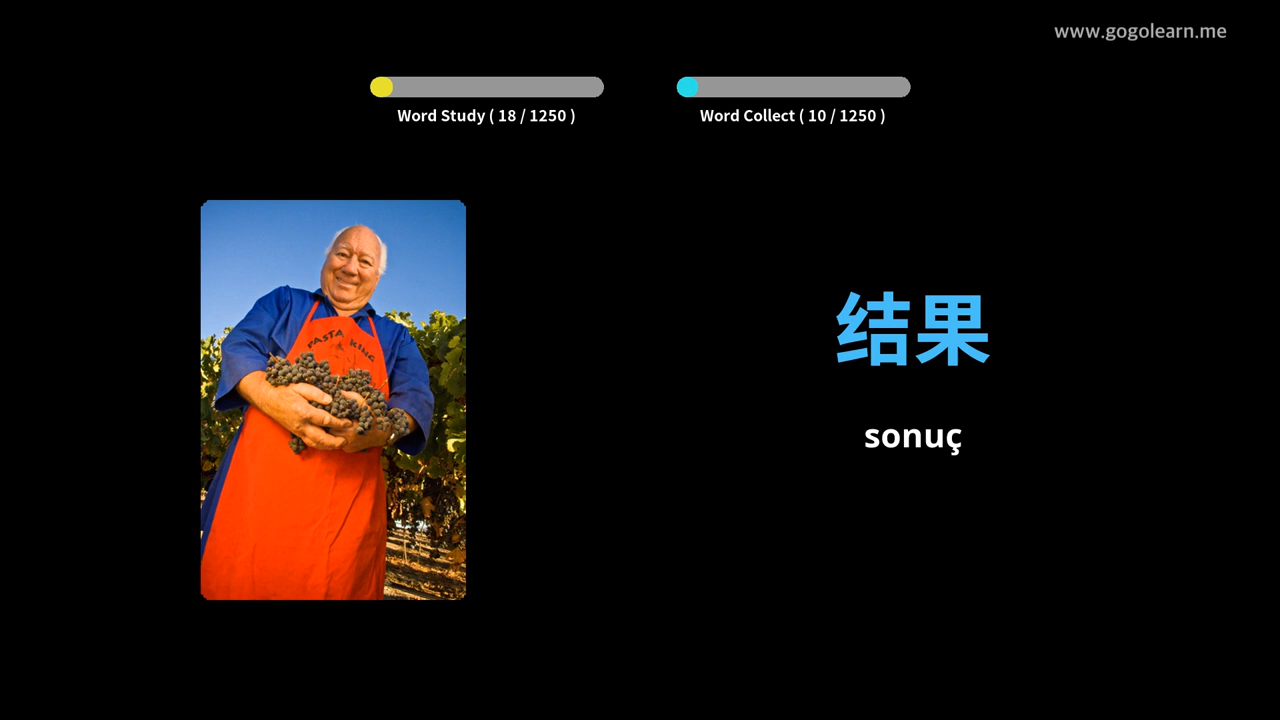 www.gogolearn.me
Word Study ( 18 / 1250 )
Word Collect ( 10 / 1250 )
PASTA KING
结果
sonuç